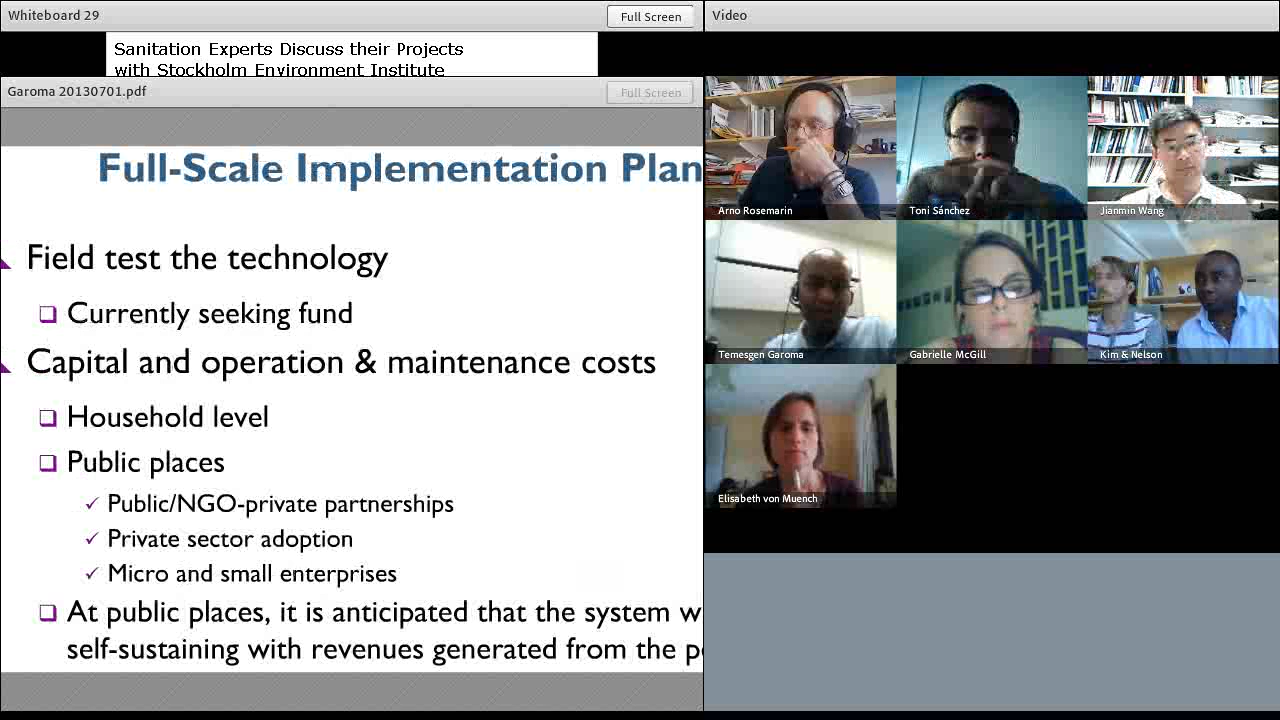 Whiteboard 29
Full Screen
Video
Sanitation Experts Discuss their Projects
with Stockholm Environment Institute
Garoma 20130701.pdf
Full Screen
Full-Scale Implementation Plan
Field test the technology
Currently seeking fund
Capital and operation & maintenance costs
Household level
Public places
Public/NGO-private partnerships
Private sector adoption
Micro and small enterprises
At public places, it is anticipated that the system w
self-sustaining with revenues generated from the p
Arno Rosemarin
Toni Sánchez
Jianmin Wang
Temesgen Garoma
Gabrielle McGill
Kim & Nelson
Elisabeth von Muench